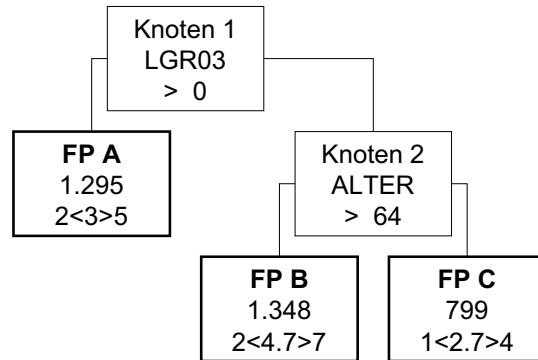 Knoten 1
LGR03
> 0
FP A
1.295
2<3>5
Knoten 2
ALTER
> 64
FP B
1.348
2<4.7>7
FP C
799
1<2.7>4